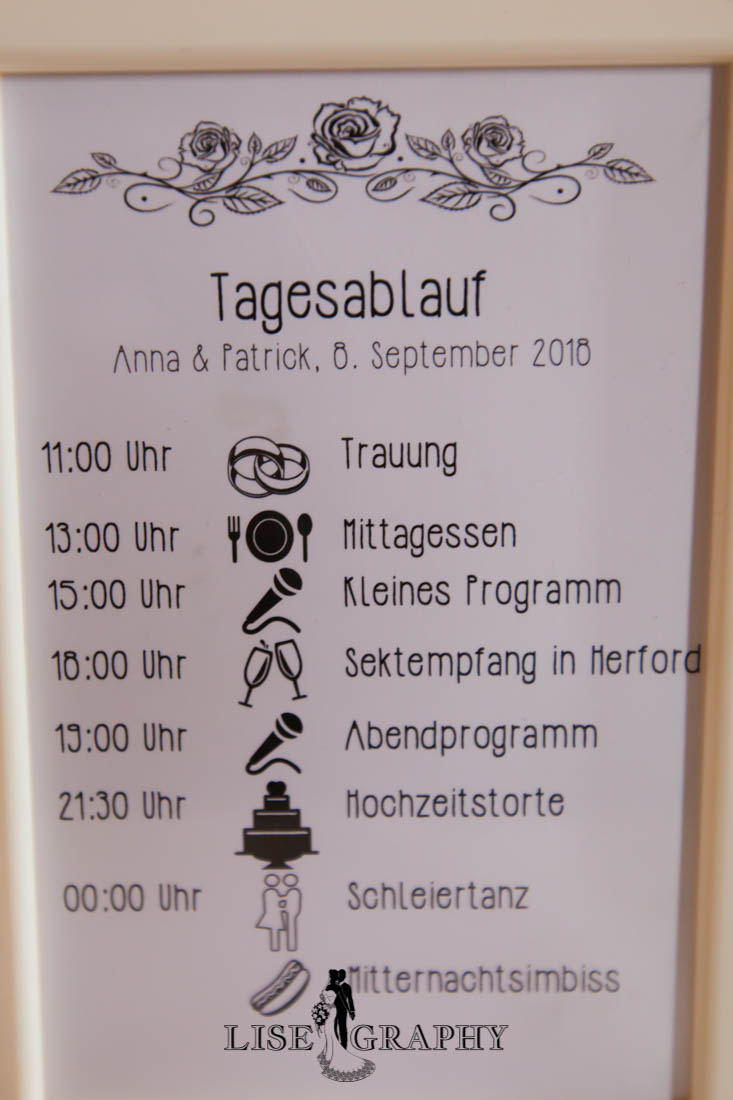 Tagesablauf
Anna & Patrick, 8. September 2018
11:00 Uhr Trauung
13:00 Uhr Mittagessen
15:00 Uhr Kleines Programm
18:00 Uhr Sektempfang in Herford
19:00 Uhr Abendprogramm
21:30 Uhr Hochzeitstorte
00:00 Uhr Schleiertanz
Mitternachtsimbiss
LISE GRAPHY